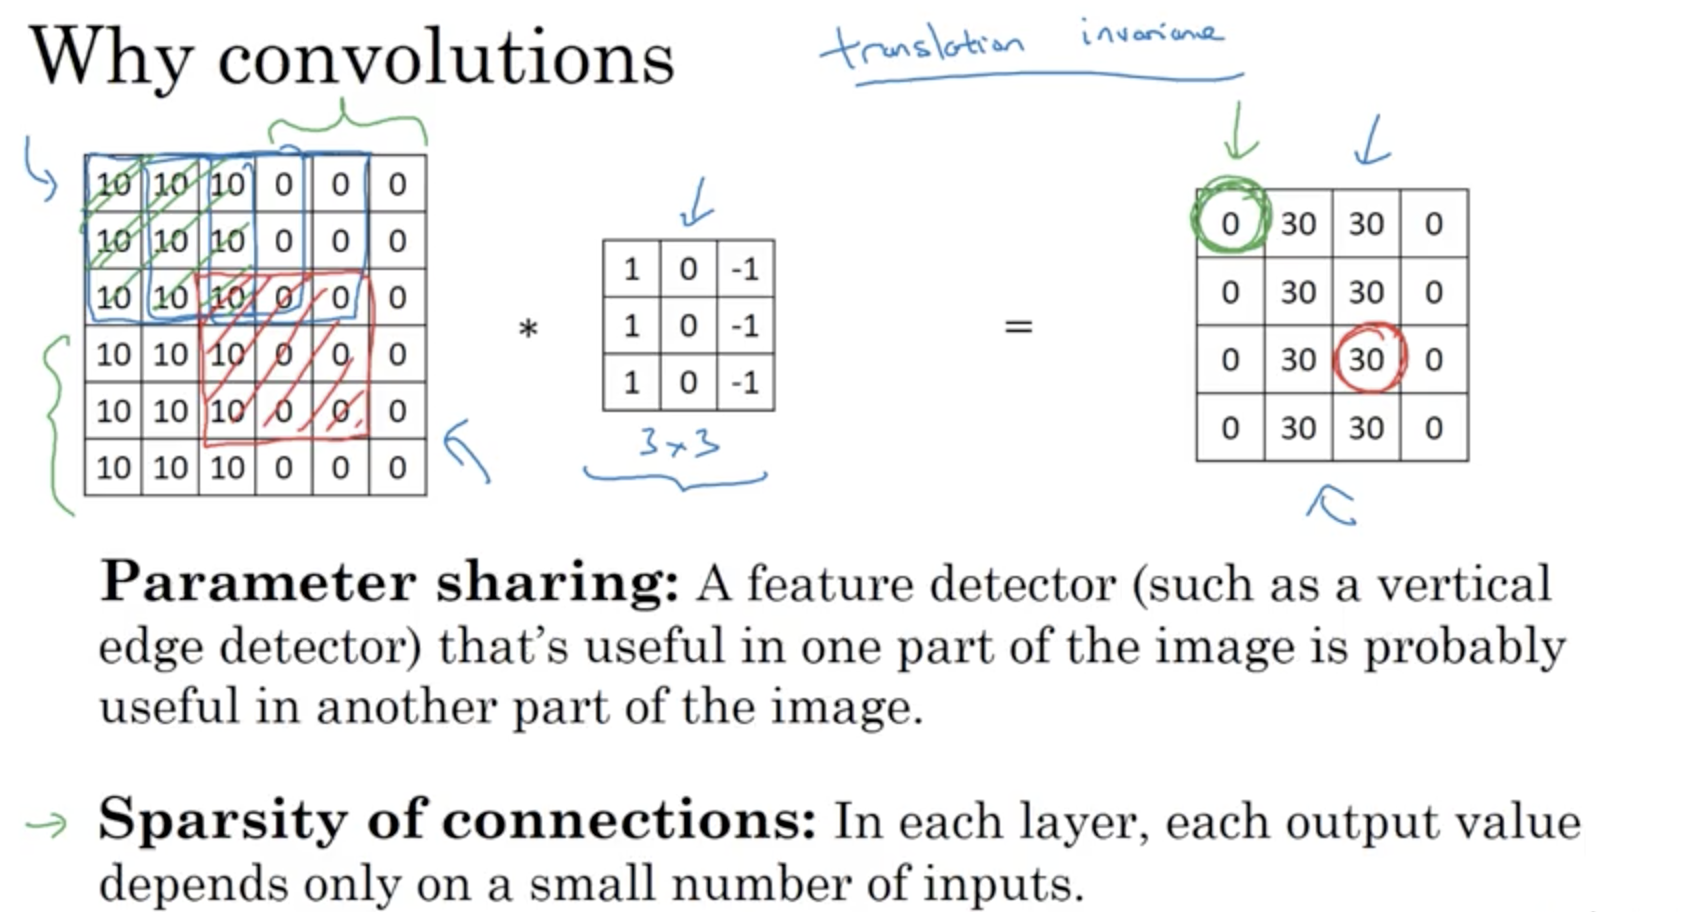 Why convolutions
translation invariance
10 10 10 0 0 0
10 10 10 0 0 0
10 10 10 0 0 0
10 10 10 0 0 0
10 10 10 0 0 0
10 10 10 0 0 0
*
1 0 -1
1 0 -1
1 0 -1
3x3
=
0 30 30 0
0 30 30 0
0 30 30 0
0 30 30 0
Parameter sharing: A feature detector (such as a vertical
edge detector) that’s useful in one part of the image is probably
useful in another part of the image.
→ Sparsity of connections: In each layer, each output value
depends only on a small number of inputs.